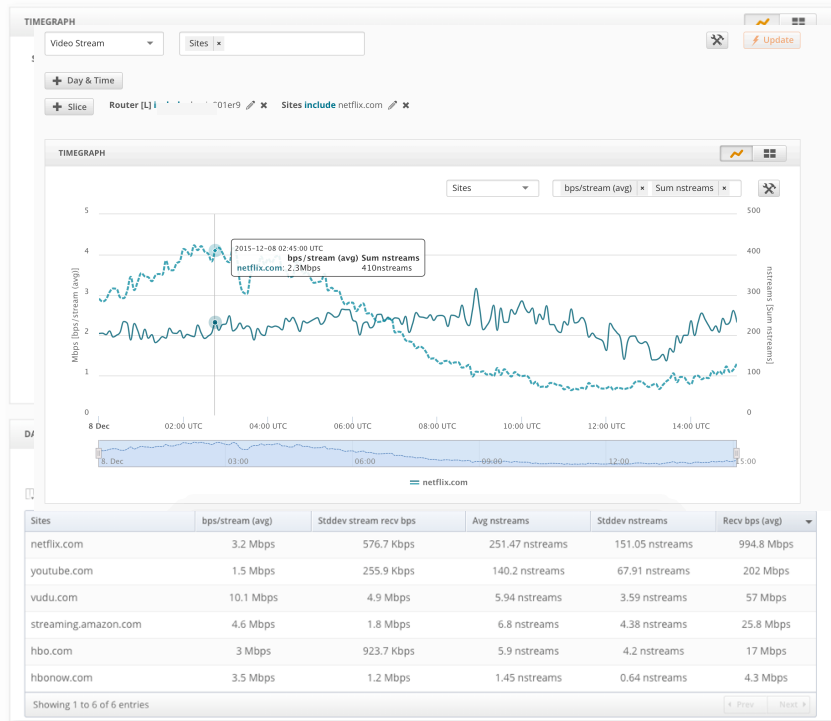 TIMEGRAPH
Video Stream
Sites ×
Update
+ Day & Time
+ Slice Router [L] 01er9 Sites include netflix.com
TIMEGRAPH
Sites bps/stream (avg) × Sum nstreams ×
5 500
4 400
3 300
2 200
1 100
0 0
Mbps [bps/stream (avg)]
nstreams [Sum nstreams]
2015-12-08 02:45:00 UTC
bps/stream (avg) Sum nstreams
netflix.com: 2.3Mbps 410nstreams
8 Dec 02:00 UTC 04:00 UTC 06:00 UTC 08:00 UTC 10:00 UTC 12:00 UTC 14:00 UTC
8. Dec 03:00 06:00 09:00 12:00 15:00
netflix.com
DA
Sites bps/stream (avg) Stddev stream recv bps Avg nstreams Stddev nstreams Recv bps (avg)
netflix.com 3.2 Mbps 576.7 Kbps 251.47 nstreams 151.05 nstreams 994.8 Mbps
youtube.com 1.5 Mbps 255.9 Kbps 140.2 nstreams 67.91 nstreams 202 Mbps
vudu.com 10.1 Mbps 4.9 Mbps 5.94 nstreams 3.59 nstreams 57 Mbps
streaming.amazon.com 4.6 Mbps 1.8 Mbps 6.8 nstreams 4.38 nstreams 25.8 Mbps
hbo.com 3 Mbps 923.7 Kbps 5.9 nstreams 4.2 nstreams 17 Mbps
hbonow.com 3.5 Mbps 1.2 Mbps 1.45 nstreams 0.64 nstreams 4.3 Mbps
Showing 1 to 6 of 6 entries Prev Next